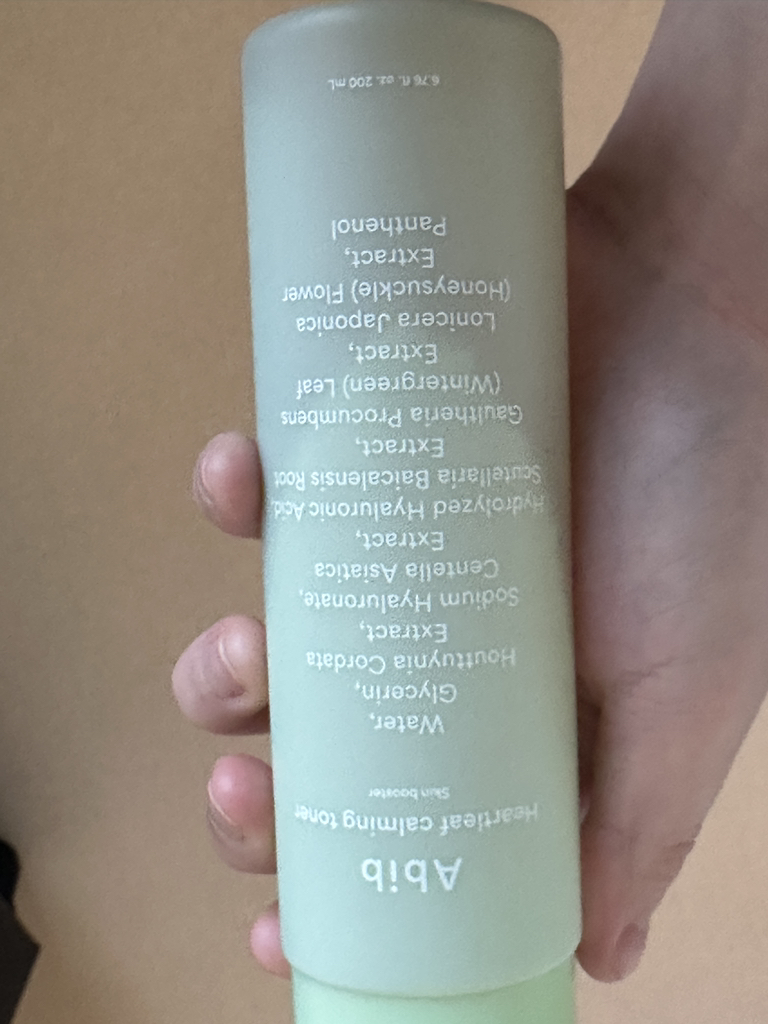 Abib
Heartleaf calming toner
Skin booster
Water,
Glycerin,
Houttuynia Cordata
Extract,
Sodium Hyaluronate,
Centella Asiatica
Extract,
Hydrolyzed Hyaluronic Acid,
Scutellaria Baicalensis Root
Extract,
Gaultheria Procumbens
(Wintergreen) Leaf
Extract,
Lonicera Japonica
(Honeysuckle) Flower
Extract,
Panthenol
6.76 fl. oz. 200 mL